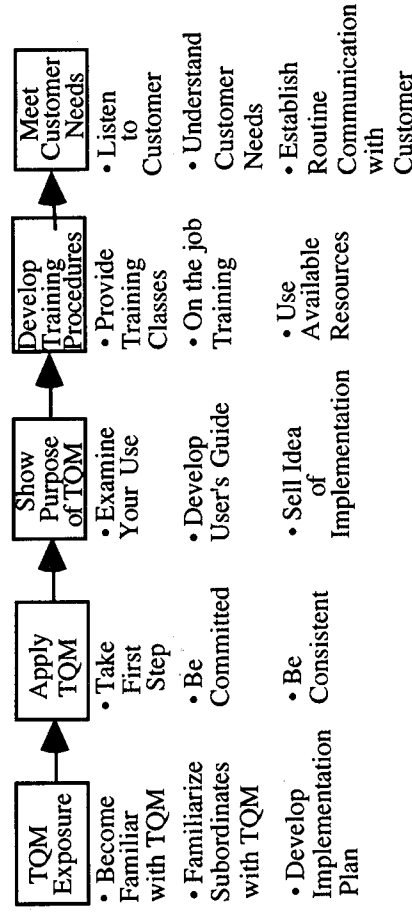 TQM
Exposure
• Become
Familiar
with TQM
• Familiarize
Subordinates
with TQM
• Develop
Implementation
Plan
Apply
TQM
• Take
First
Step
• Be
Committed
• Be
Consistent
Show
Purpose
of TQM
• Examine
Your Use
• Develop
User's Guide
• Sell Idea
of
Implementation
Develop
Training
Procedures
• Provide
Training
Classes
• On the job
Training
• Use
Available
Resources
Meet
Customer
Needs
• Listen
to
Customer
• Understand
Customer
Needs
• Establish
Routine
Communication
with
Customer